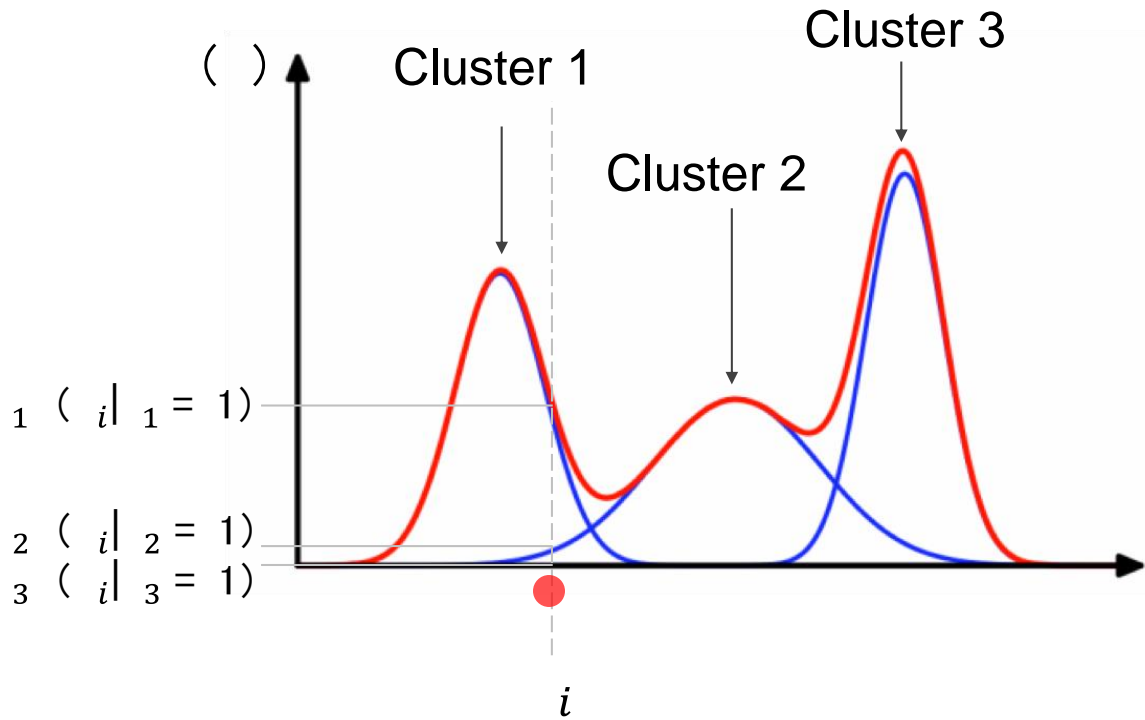 Cluster 3
( )
Cluster 1
Cluster 2
1 ( i| 1 = 1)
2 ( i| 2 = 1)
3 ( i| 3 = 1)
i